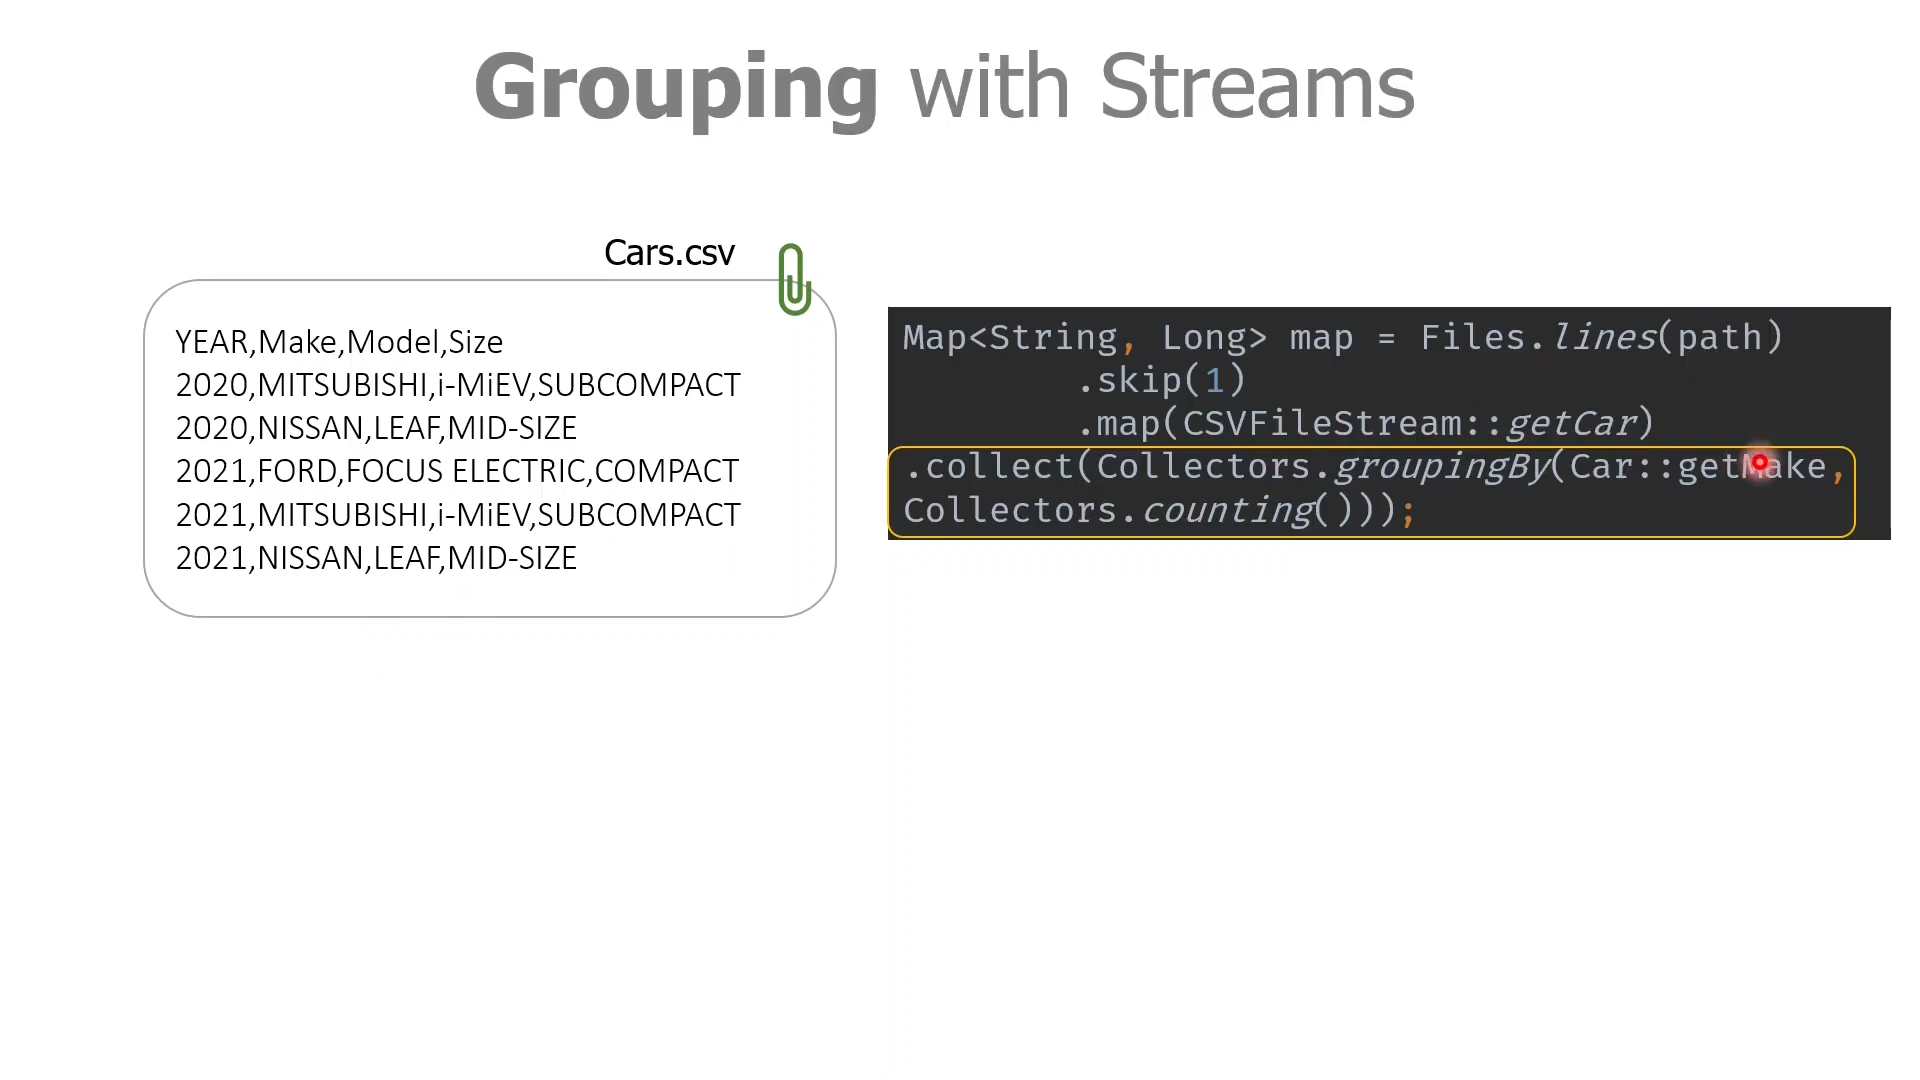 Grouping with Streams
Cars.csv
YEAR,Make,Model,Size
2020,MITSUBISHI,i-MiEV,SUBCOMPACT
2020,NISSAN,LEAF,MID-SIZE
2021,FORD,FOCUS ELECTRIC,COMPACT
2021,MITSUBISHI,i-MiEV,SUBCOMPACT
2021,NISSAN,LEAF,MID-SIZE
Map<String, Long> map = Files.lines(path)
.skip(1)
.map(CSVFileStream::getCar)
.collect(Collectors.groupingBy(Car::getMake,
Collectors.counting()));